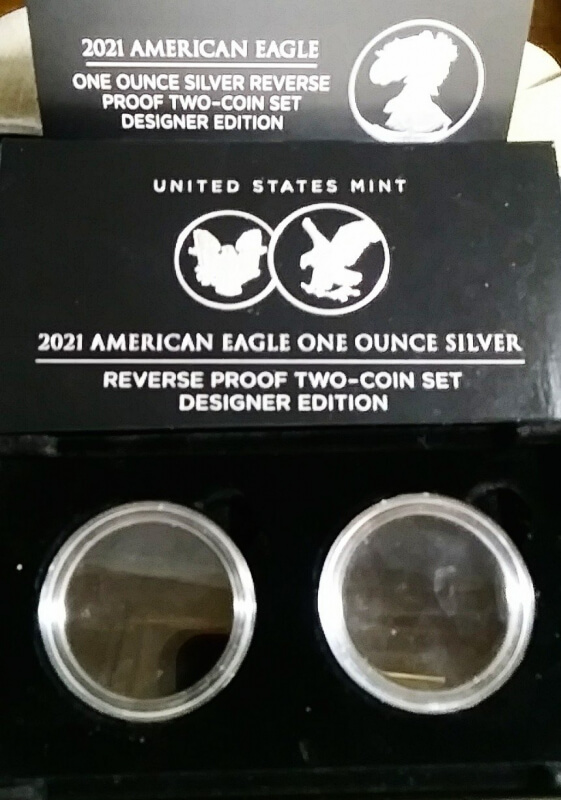 2021 AMERICAN EAGLE
ONE OUNCE SILVER REVERSE
PROOF TWO-COIN SET
DESIGNER EDITION
UNITED STATES MINT
2021 AMERICAN EAGLE ONE OUNCE SILVER
REVERSE PROOF TWO-COIN SET
DESIGNER EDITION